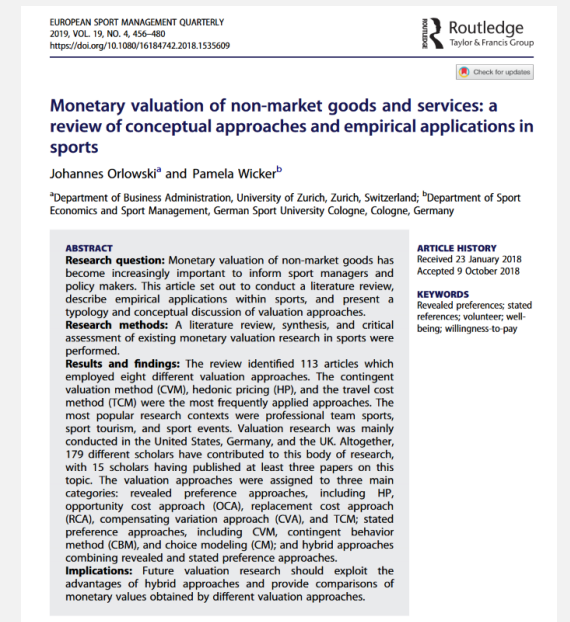 EUROPEAN SPORT MANAGEMENT QUARTERLY
2019, VOL. 19, NO. 4, 456–480
https://doi.org/10.1080/16184742.2018.1535609
ROUTLEDGE
Routledge
Taylor & Francis Group
Check for updates
Monetary valuation of non-market goods and services: a
review of conceptual approaches and empirical applications in
sports
Johannes Orlowskiᵃ and Pamela Wickerᵇ
ᵃDepartment of Business Administration, University of Zurich, Zurich, Switzerland; ᵇDepartment of Sport
Economics and Sport Management, German Sport University Cologne, Cologne, Germany
ABSTRACT
Research question: Monetary valuation of non-market goods has
become increasingly important to inform sport managers and
policy makers. This article set out to conduct a literature review,
describe empirical applications within sports, and present a
typology and conceptual discussion of valuation approaches.
Research methods: A literature review, synthesis, and critical
assessment of existing monetary valuation research in sports were
performed.
Results and findings: The review identified 113 articles which
employed eight different valuation approaches. The contingent
valuation method (CVM), hedonic pricing (HP), and the travel cost
method (TCM) were the most frequently applied approaches. The
most popular research contexts were professional team sports,
sport tourism, and sport events. Valuation research was mainly
conducted in the United States, Germany, and the UK. Altogether,
179 different scholars have contributed to this body of research,
with 15 scholars having published at least three papers on this
topic. The valuation approaches were assigned to three main
categories: revealed preference approaches, including HP,
opportunity cost approach (OCA), replacement cost approach
(RCA), compensating variation approach (CVA), and TCM; stated
preference approaches, including CVM, contingent behavior
method (CBM), and choice modeling (CM); and hybrid approaches
combining revealed and stated preference approaches.
Implications: Future valuation research should exploit the
advantages of hybrid approaches and provide comparisons of
monetary values obtained by different valuation approaches.
ARTICLE HISTORY
Received 23 January 2018
Accepted 9 October 2018
KEYWORDS
Revealed preferences; stated
references; volunteer; well-
being; willingness-to-pay